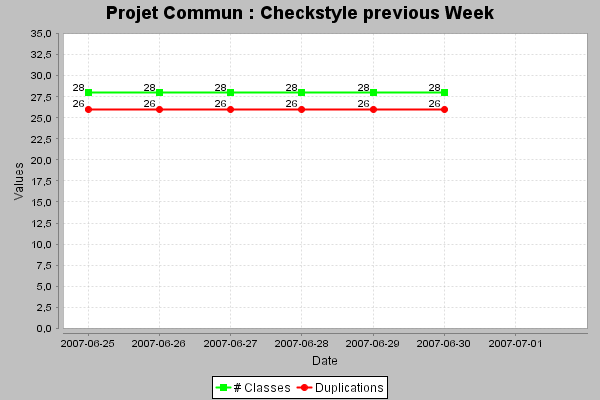 Projet Commun : Checkstyle previous Week
35,0
32,5
30,0
27,5
25,0
22,5
20,0
17,5
15,0
12,5
10,0
7,5
5,0
2,5
0,0
Values
28 28 28 28 28 28
26 26 26 26 26 26
2007-06-25 2007-06-26 2007-06-27 2007-06-28 2007-06-29 2007-06-30 2007-07-01
Date
# Classes Duplications